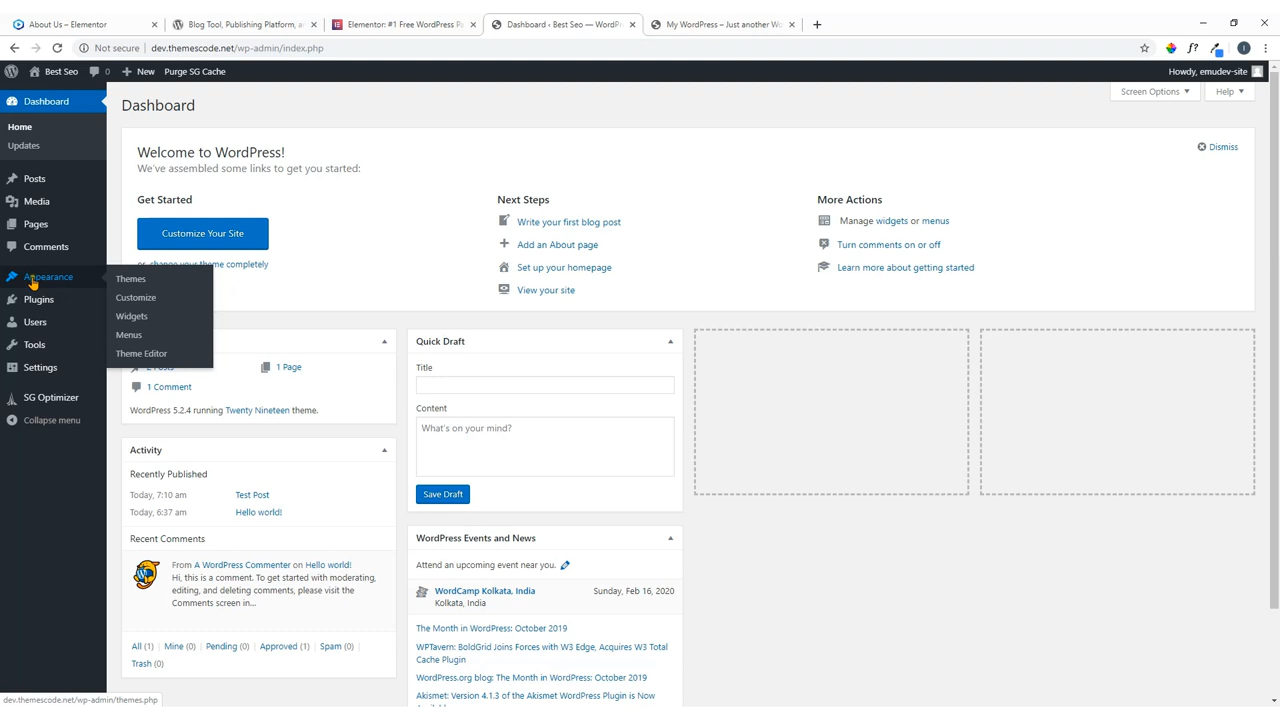 About Us – Elementor
Blog Tool, Publishing Platform, a
Elementor: #1 Free WordPress Pa
Dashboard ‹ Best Seo — WordPr
My WordPress – Just another Wo
Not secure
dev.themescode.net/wp-admin/index.php
Best Seo
0
New
Purge SG Cache
Howdy, emudev-site
Dashboard
Home
Updates
Posts
Media
Pages
Comments
Appearance
Plugins
Users
Tools
Settings
SG Optimizer
Collapse menu
Themes
Customize
Widgets
Menus
Theme Editor
Dashboard
Screen Options
Help
Welcome to WordPress!
We've assembled some links to get you started:
Dismiss
Get Started
Customize Your Site
or, change your theme completely
Next Steps
Write your first blog post
Add an About page
Set up your homepage
View your site
More Actions
Manage widgets or menus
Turn comments on or off
Learn more about getting started
1 Page
1 Comment
WordPress 5.2.4 running Twenty Nineteen theme.
Activity
Recently Published
Today, 7:10 am Test Post
Today, 6:37 am Hello world!
Recent Comments
From A WordPress Commenter on Hello world!
Hi, this is a comment. To get started with moderating,
editing, and deleting comments, please visit the
Comments screen in…
All (1) | Mine (0) | Pending (0) | Approved (1) | Spam (0) |
Trash (0)
Quick Draft
Title
Content
What's on your mind?
Save Draft
WordPress Events and News
Attend an upcoming event near you.
WordCamp Kolkata, India
Sunday, Feb 16, 2020
Kolkata, India
The Month in WordPress: October 2019
WPTavern: BoldGrid Joins Forces with W3 Edge, Acquires W3 Total
Cache Plugin
WordPress.org blog: The Month in WordPress: October 2019
Akismet: Version 4.1.3 of the Akismet WordPress Plugin is Now
dev.themescode.net/wp-admin/themes.php